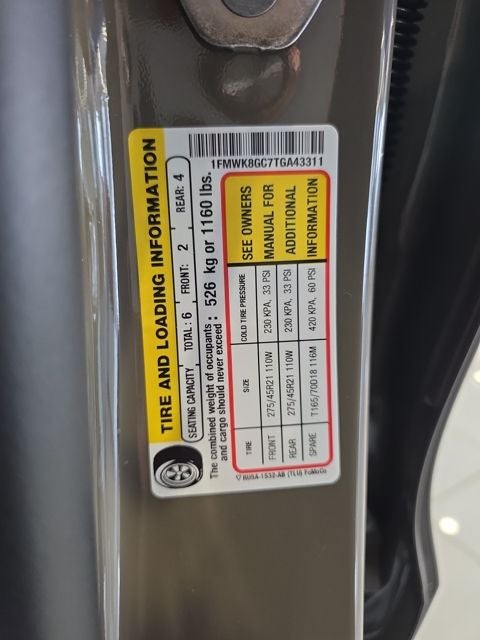 1FMWK8GC7TGA43311
TIRE AND LOADING INFORMATION
SEATING CAPACITY TOTAL: 6 FRONT: 2 REAR: 4
The combined weight of occupants
and cargo should never exceed: 526 kg or 1160 lbs.
TIRE SIZE COLD TIRE PRESSURE SEE OWNERS
FRONT 275/45R21 110W 230 KPA, 33 PSI MANUAL FOR
REAR 275/45R21 110W 230 KPA, 33 PSI ADDITIONAL
SPARE T165/70D18 116M 420 KPA, 60 PSI INFORMATION
(TLU) FoMoCo